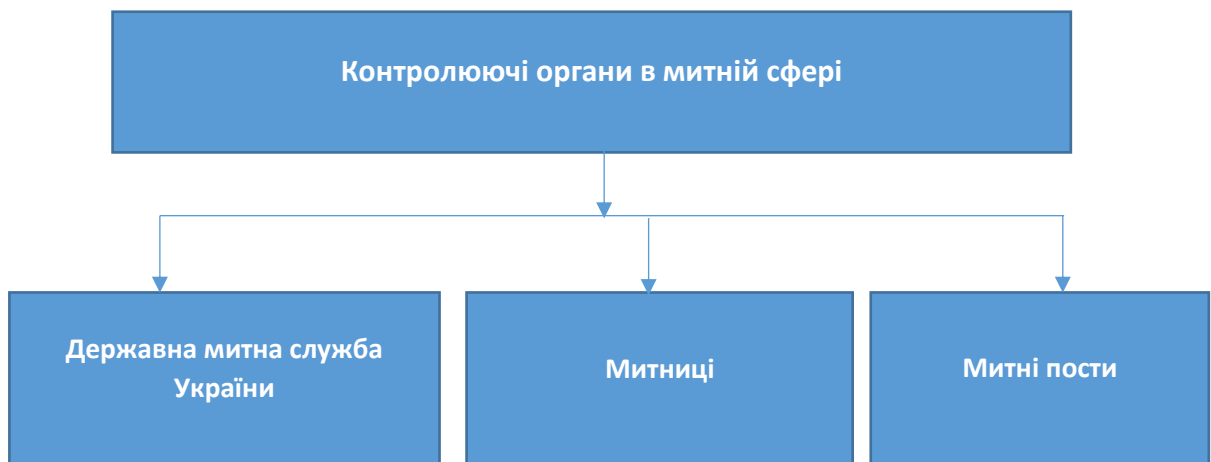 Контролюючі органи в митній сфері
Державна митна служба
України
Митниці
Митні пости